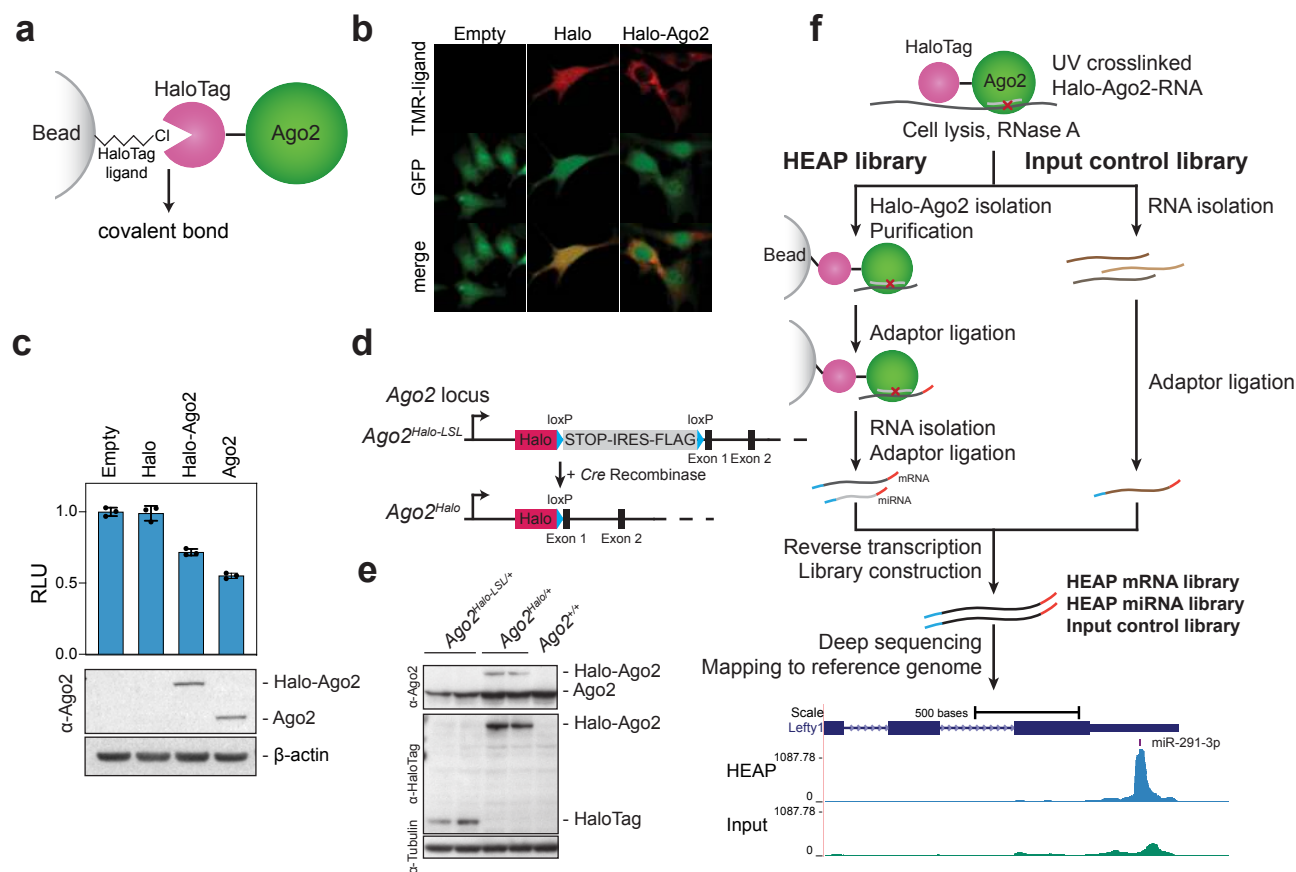 a
HaloTag
Bead
Cl
Ago2
HaloTag
ligand
covalent bond
b
Empty
Halo
Halo-Ago2
TMR-ligand
GFP
merge
c
Empty
Halo
Halo-Ago2
Ago2
RLU
1.0
0.5
0.0
α-Ago2
- Halo-Ago2
- Ago2
- β-actin
d
Ago2 locus
Ago2Halo-LSL
loxP
loxP
Halo
STOP-IRES-FLAG
Exon 1
Exon 2
+ Cre Recombinase
Ago2Halo
loxP
Halo
Exon 1
Exon 2
e
Ago2Halo-LSL/+
Ago2Halo/+
Ago2+/+
α-Ago2
- Halo-Ago2
- Ago2
α-HaloTag
- Halo-Ago2
- HaloTag
α-Tubulin
f
HaloTag
Ago2
UV crosslinked
Halo-Ago2-RNA
Cell lysis, RNase A
HEAP library
Input control library
Halo-Ago2 isolation
Purification
RNA isolation
Bead
Adaptor ligation
Adaptor ligation
RNA isolation
Adaptor ligation
mRNA
miRNA
Reverse transcription
Library construction
HEAP mRNA library
HEAP miRNA library
Input control library
Deep sequencing
Mapping to reference genome
Scale
500 bases
Lefty1
miR-291-3p
HEAP
1087.78 -
0 -
Input
1087.78 -
0 -